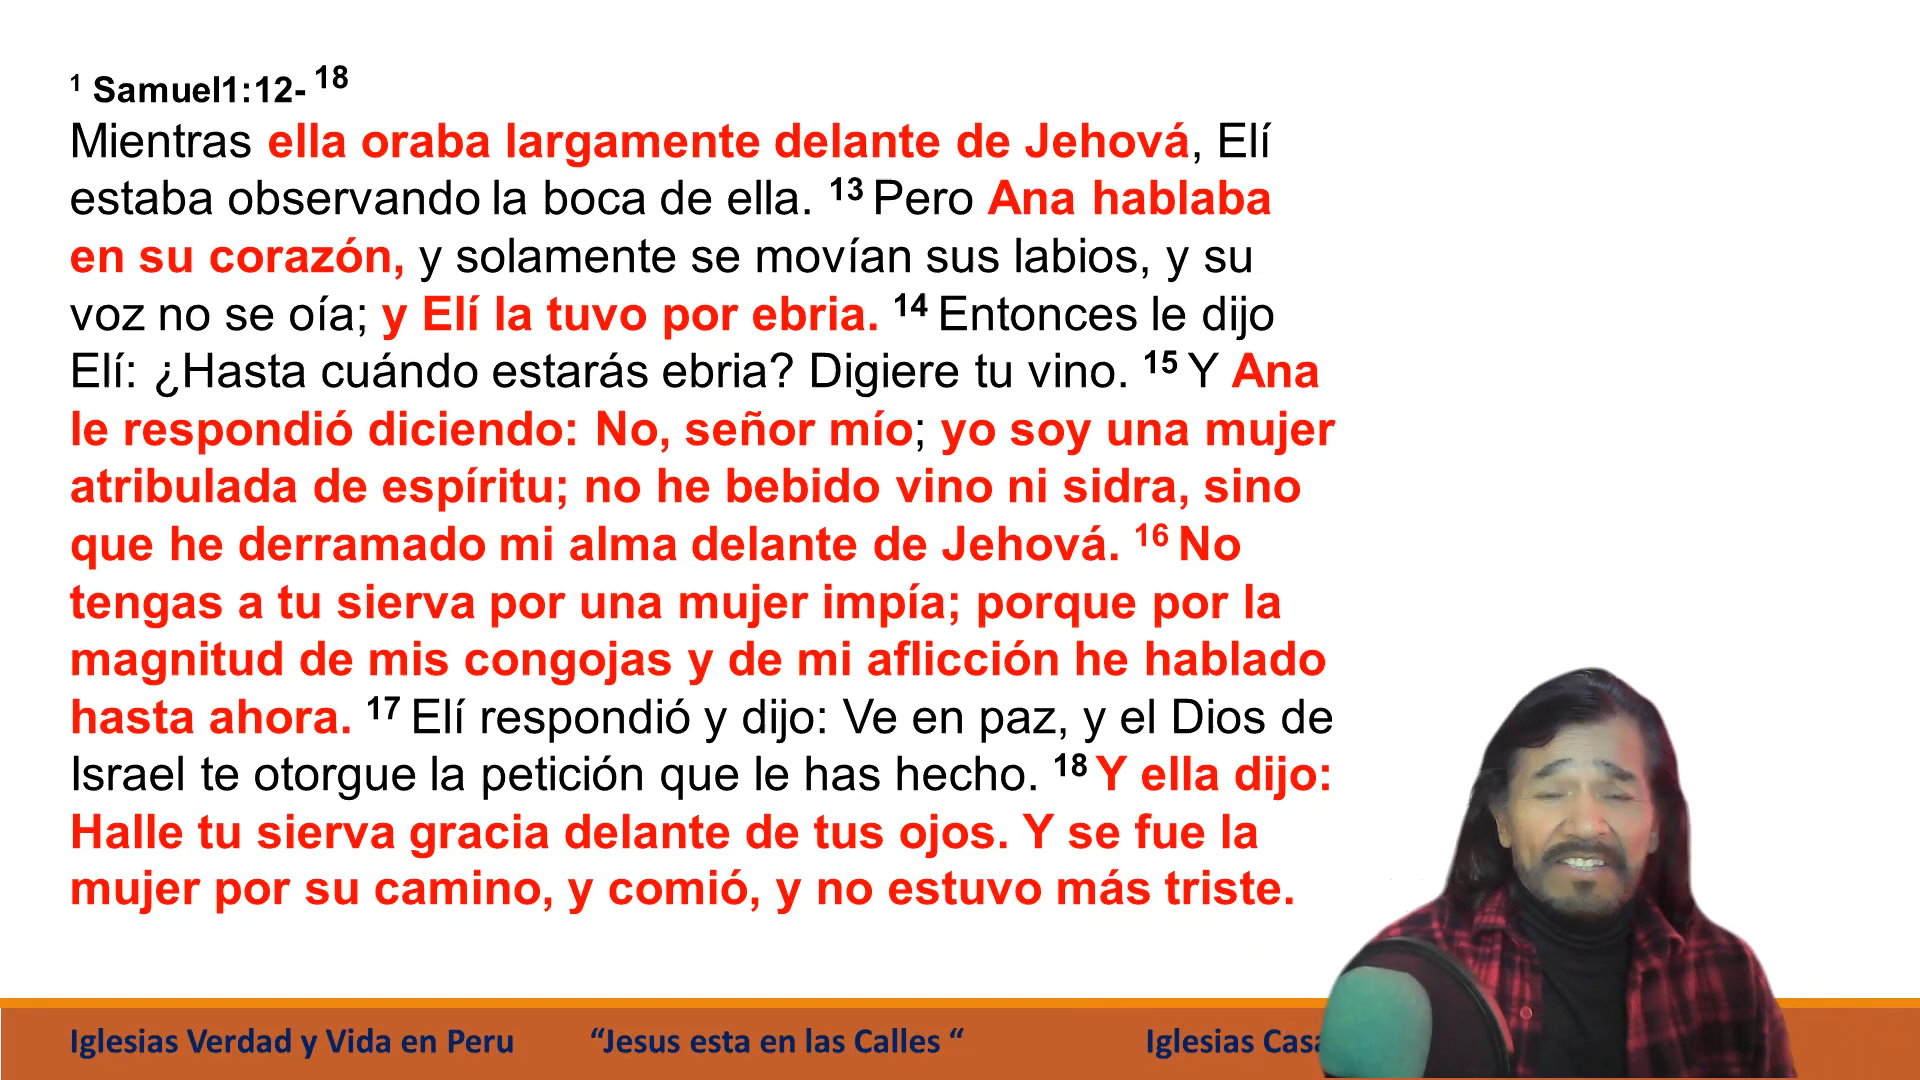 1 Samuel1:12- 18
Mientras ella oraba largamente delante de Jehová, Elí
estaba observando la boca de ella. 13 Pero Ana hablaba
en su corazón, y solamente se movían sus labios, y su
voz no se oía; y Elí la tuvo por ebria. 14 Entonces le dijo
Elí: ¿Hasta cuándo estarás ebria? Digiere tu vino. 15 Y Ana
le respondió diciendo: No, señor mío; yo soy una mujer
atribulada de espíritu; no he bebido vino ni sidra, sino
que he derramado mi alma delante de Jehová. 16 No
tengas a tu sierva por una mujer impía; porque por la
magnitud de mis congojas y de mi aflicción he hablado
hasta ahora. 17 Elí respondió y dijo: Ve en paz, y el Dios de
Israel te otorgue la petición que le has hecho. 18 Y ella dijo:
Halle tu sierva gracia delante de tus ojos. Y se fue la
mujer por su camino, y comió, y no estuvo más triste.
Iglesias Verdad y Vida en Peru “Jesus esta en las Calles “ Iglesias